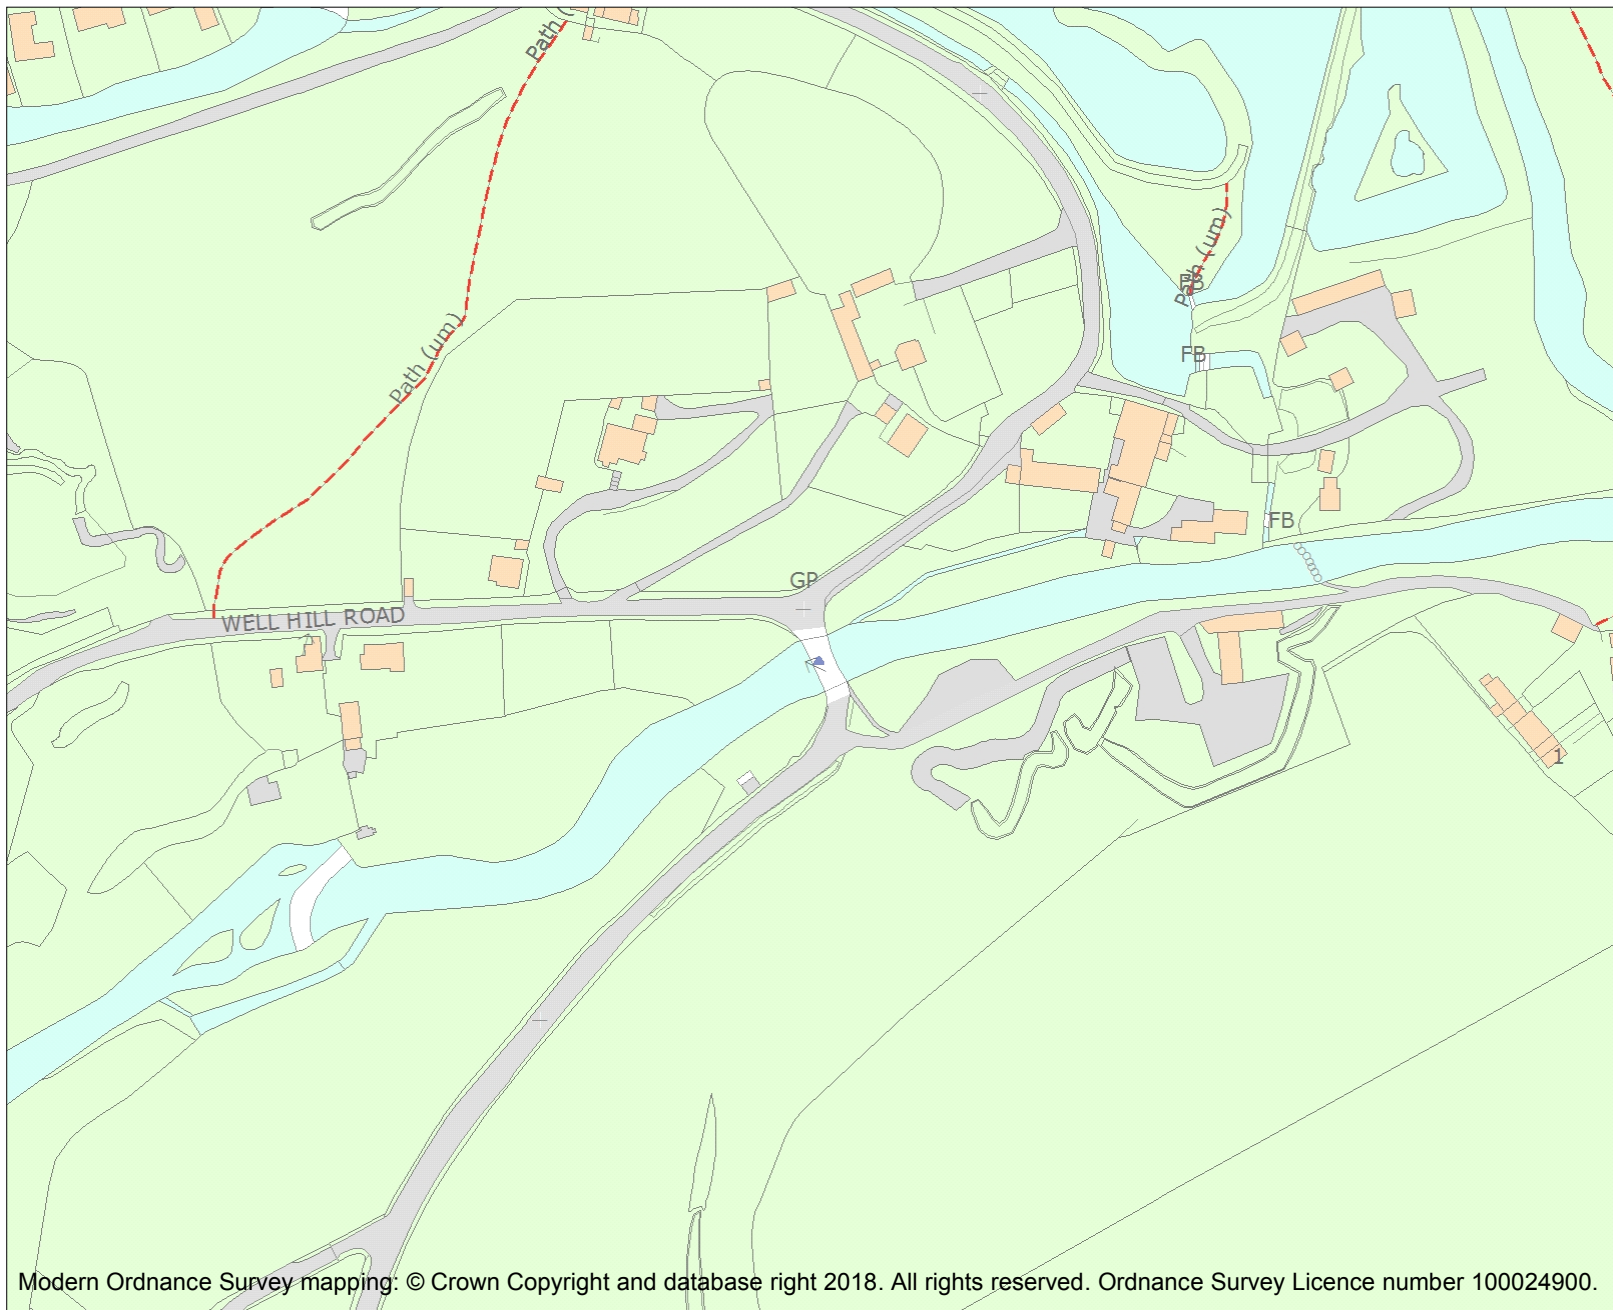 Path (
Path (um)
FB
Path (um)
FB
FB
GP
WELL HILL ROAD
1
Modern Ordnance Survey mapping: © Crown Copyright and database right 2018. All rights reserved. Ordnance Survey Licence number 100024900.